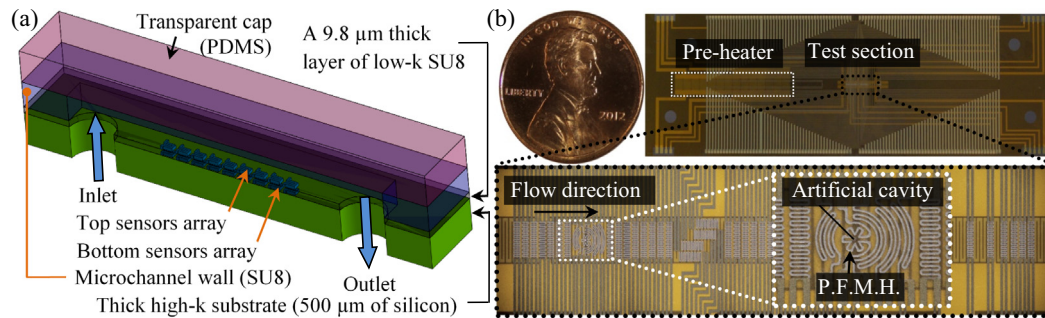 (a)
Transparent cap
(PDMS)
A 9.8 µm thick
layer of low-k SU8
Inlet
Top sensors array
Bottom sensors array
Microchannel wall (SU8)
Outlet
Thick high-k substrate (500 µm of silicon)
(b)
IN GOD WE TRUST
LIBERTY
2012
Pre-heater
Test section
Flow direction
Artificial cavity
P.F.M.H.